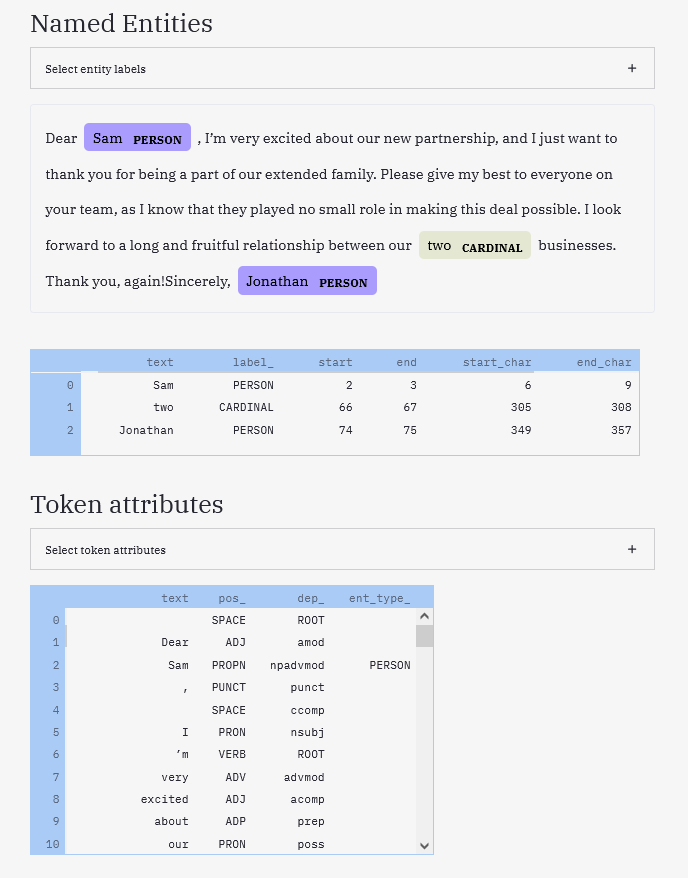 Named Entities
Select entity labels +
Dear Sam PERSON , I’m very excited about our new partnership, and I just want to
thank you for being a part of our extended family. Please give my best to everyone on
your team, as I know that they played no small role in making this deal possible. I look
forward to a long and fruitful relationship between our two CARDINAL businesses.
Thank you, again!Sincerely, Jonathan PERSON
text label_ start end start_char end_char
0 Sam PERSON 2 3 6 9
1 two CARDINAL 66 67 305 308
2 Jonathan PERSON 74 75 349 357
Token attributes
Select token attributes +
text pos_ dep_ ent_type_
0 SPACE ROOT
1 Dear ADJ amod
2 Sam PROPN npadvmod PERSON
3 , PUNCT punct
4 SPACE ccomp
5 I PRON nsubj
6 ’m VERB ROOT
7 very ADV advmod
8 excited ADJ acomp
9 about ADP prep
10 our PRON poss